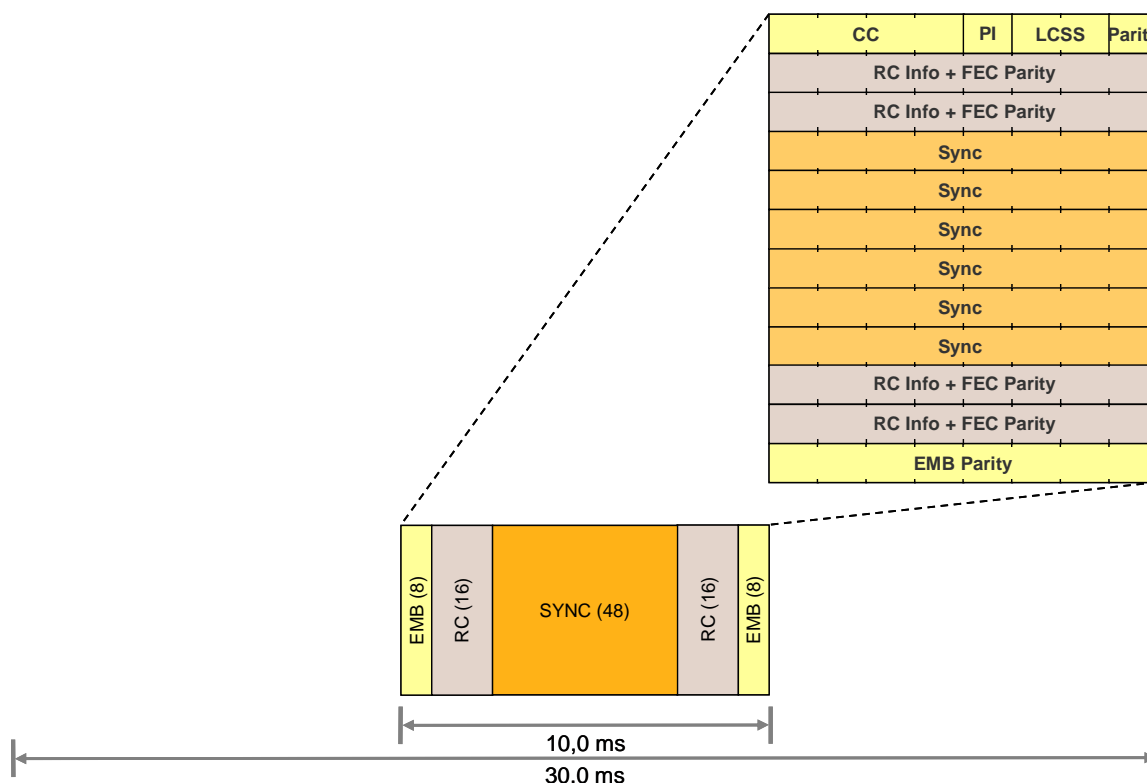 CC PI LCSS Parit
RC Info + FEC Parity
RC Info + FEC Parity
Sync
Sync
Sync
Sync
Sync
Sync
RC Info + FEC Parity
RC Info + FEC Parity
EMB Parity
EMB (8) RC (16) SYNC (48) RC (16) EMB (8)
10,0 ms
30.0 ms